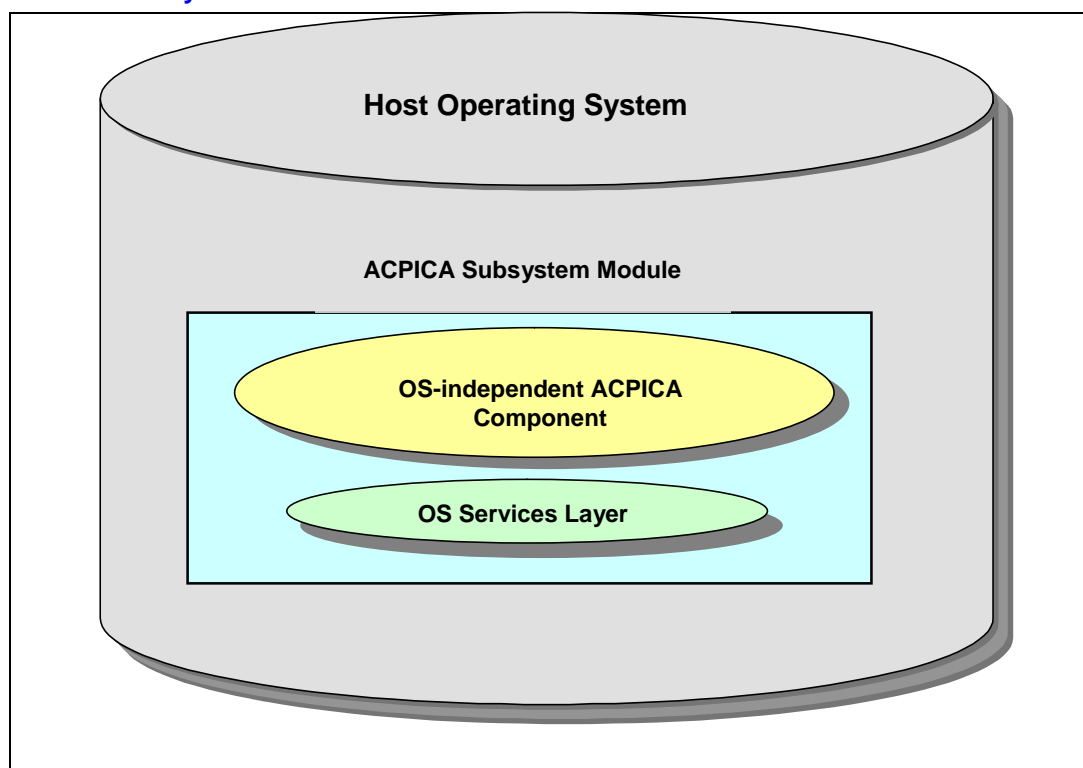 Host Operating System
ACPICA Subsystem Module
OS-independent ACPICA
Component
OS Services Layer